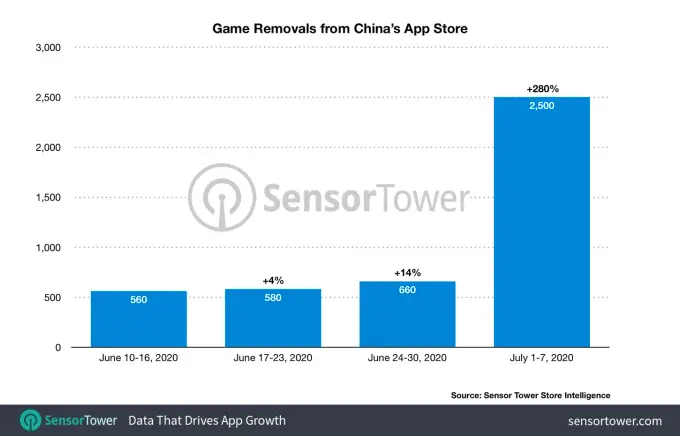 Game Removals from China's App Store
3,000
2,500
2,000
1,500
1,000
500
0
+280%
2,500
+14%
660
+4%
580
560
SensorTower
June 10-16, 2020
June 17-23, 2020
June 24-30, 2020
July 1-7, 2020
Source: Sensor Tower Store Intelligence
SensorTower Data That Drives App Growth sensortower.com